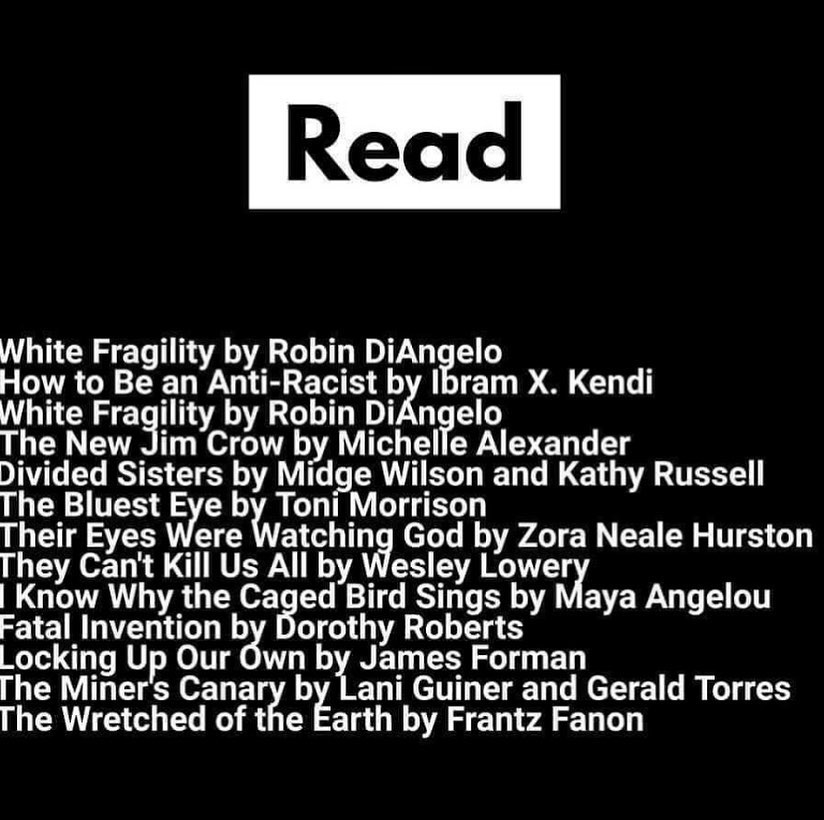 Read
White Fragility by Robin DiAngelo
How to Be an Anti-Racist by Ibram X. Kendi
White Fragility by Robin DiAngelo
The New Jim Crow by Michelle Alexander
Divided Sisters by Midge Wilson and Kathy Russell
The Bluest Eye by Toni Morrison
Their Eyes Were Watching God by Zora Neale Hurston
They Can't Kill Us All by Wesley Lowery
I Know Why the Caged Bird Sings by Maya Angelou
Fatal Invention by Dorothy Roberts
Locking Up Our Own by James Forman
The Miner's Canary by Lani Guiner and Gerald Torres
The Wretched of the Earth by Frantz Fanon